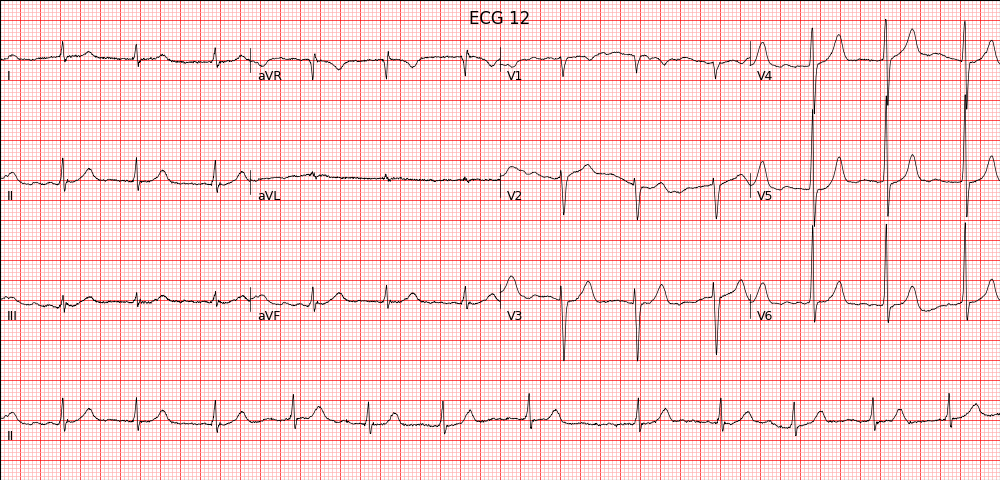 ECG 12
I aVR V1 V4
II aVL V2 V5
III aVF V3 V6
II